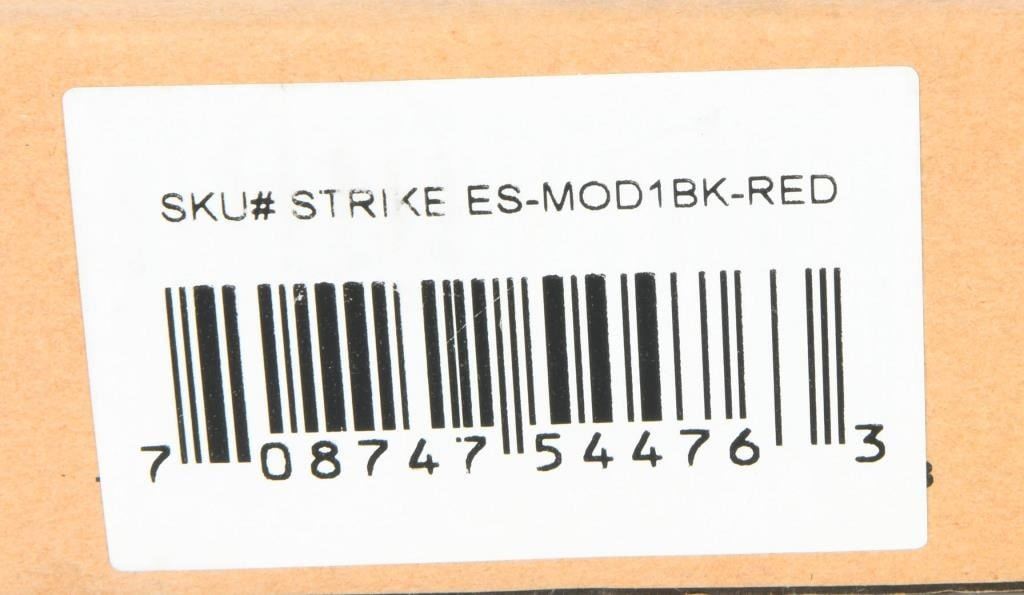 SKU# STRIKE ES-MOD1BK-RED
7 08747 54476 3